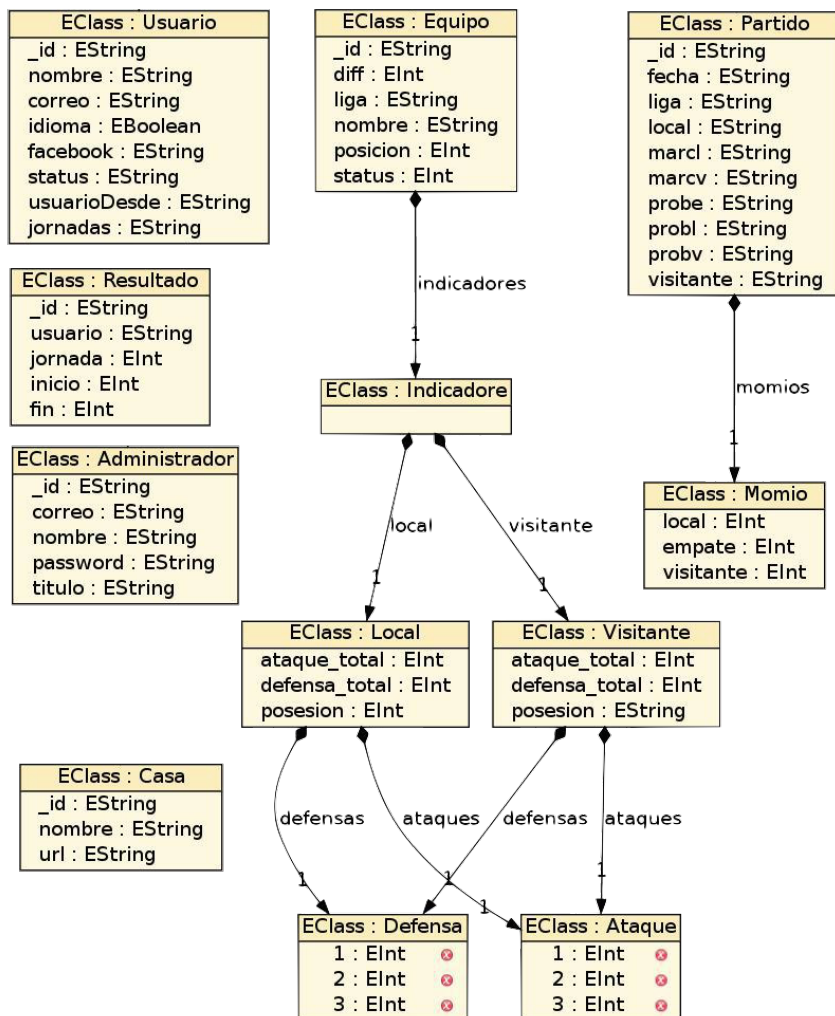 EClass : Usuario
_id : EString
nombre : EString
correo : EString
idioma : EBoolean
facebook : EString
status : EString
usuarioDesde : EString
jornadas : EString
EClass : Equipo
_id : EString
diff : EInt
liga : EString
nombre : EString
posicion : EInt
status : EInt
EClass : Partido
_id : EString
fecha : EString
liga : EString
local : EString
marcl : EString
marcv : EString
probe : EString
probl : EString
probv : EString
visitante : EString
EClass : Resultado
_id : EString
usuario : EString
jornada : EInt
inicio : EInt
fin : EInt
indicadores
1
EClass : Indicadore
momios
1
EClass : Administrador
_id : EString
correo : EString
nombre : EString
password : EString
titulo : EString
local
1
visitante
1
EClass : Momio
local : EInt
empate : EInt
visitante : EInt
EClass : Local
ataque_total : EInt
defensa_total : EInt
posesion : EInt
EClass : Visitante
ataque_total : EInt
defensa_total : EInt
posesion : EString
EClass : Casa
_id : EString
nombre : EString
url : EString
defensas
1
ataques
1
defensas
1
ataques
1
EClass : Defensa
1 : EInt
2 : EInt
3 : EInt
EClass : Ataque
1 : EInt
2 : EInt
3 : EInt